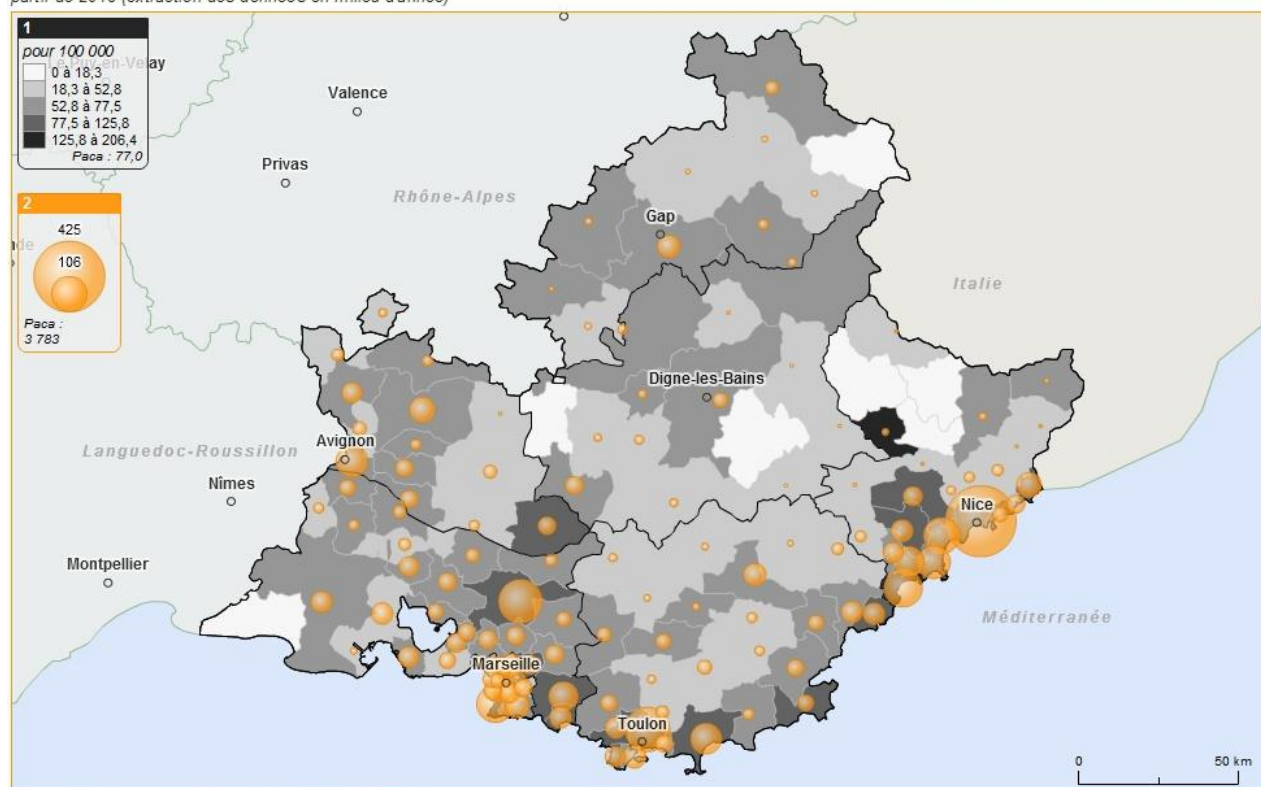 partir de 2010 (extraction des données en milieu d'année)
1
pour 100 000
Le Puy-en-Velay
0 à 18,3
18,3 à 52,8
52,8 à 77,5
77,5 à 125,8
125,8 à 206,4
Paca : 77,0
2
425
106
Paca :
3 783
Valence
Privas
Rhône-Alpes
Gap
Italie
Digne-les-Bains
Avignon
Languedoc-Roussillon
Nîmes
Nice
Montpellier
Méditerranée
Marseille
Toulon
0
50 km